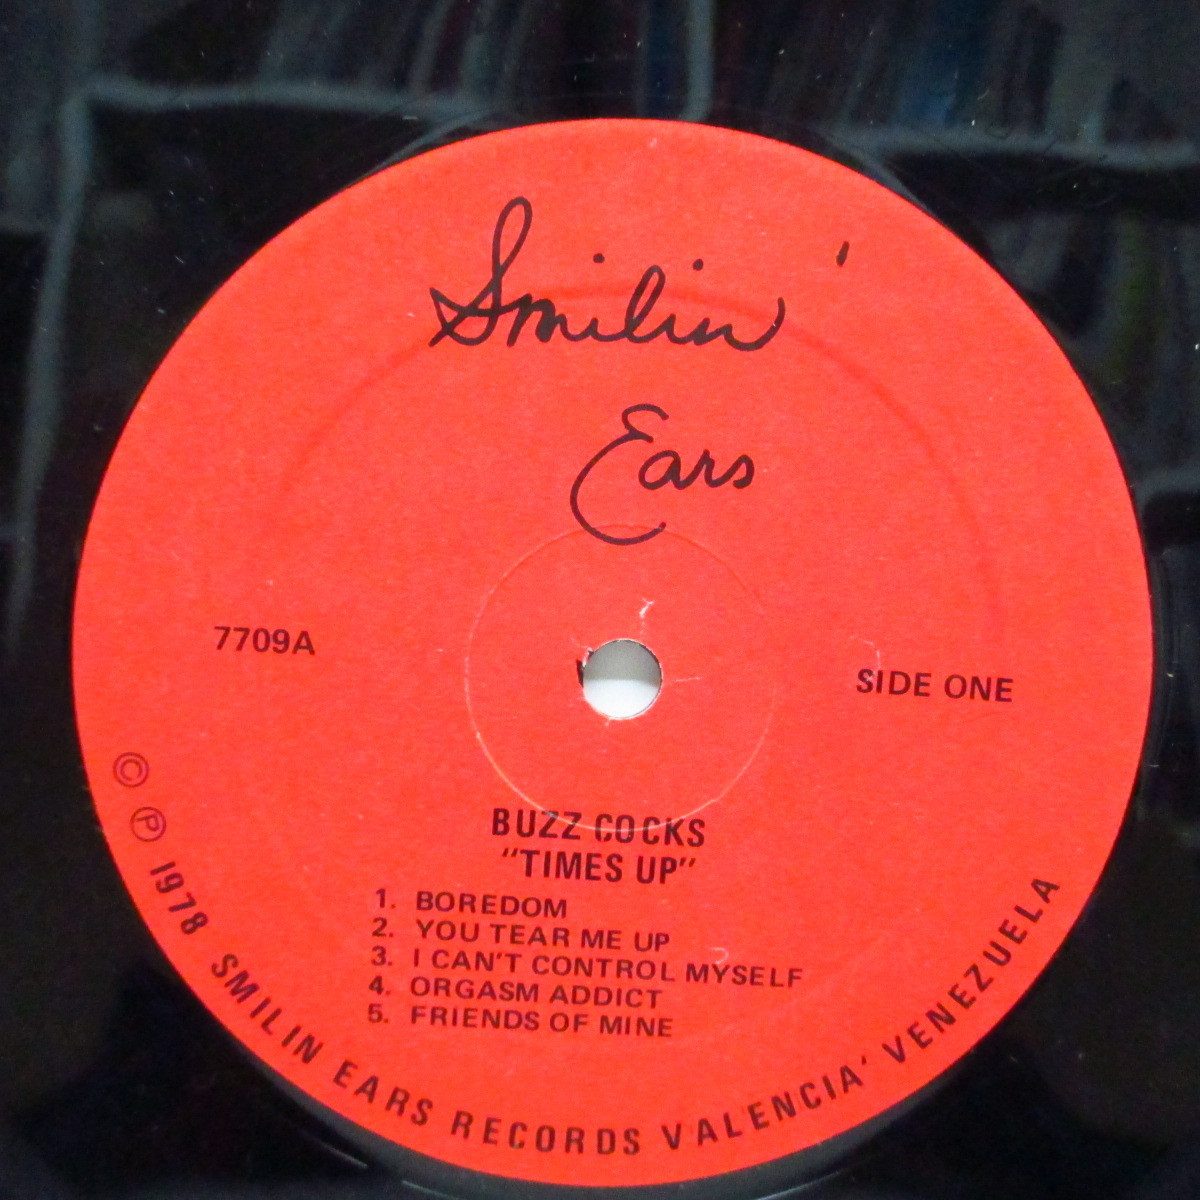 Smilin'
Ears
7709A
SIDE ONE
BUZZ COCKS
"TIMES UP"
1. BOREDOM
2. YOU TEAR ME UP
3. I CAN'T CONTROL MYSELF
4. ORGASM ADDICT
5. FRIENDS OF MINE
© ℗ 1978 SMILIN EARS RECORDS VALENCIA' VENEZUELA